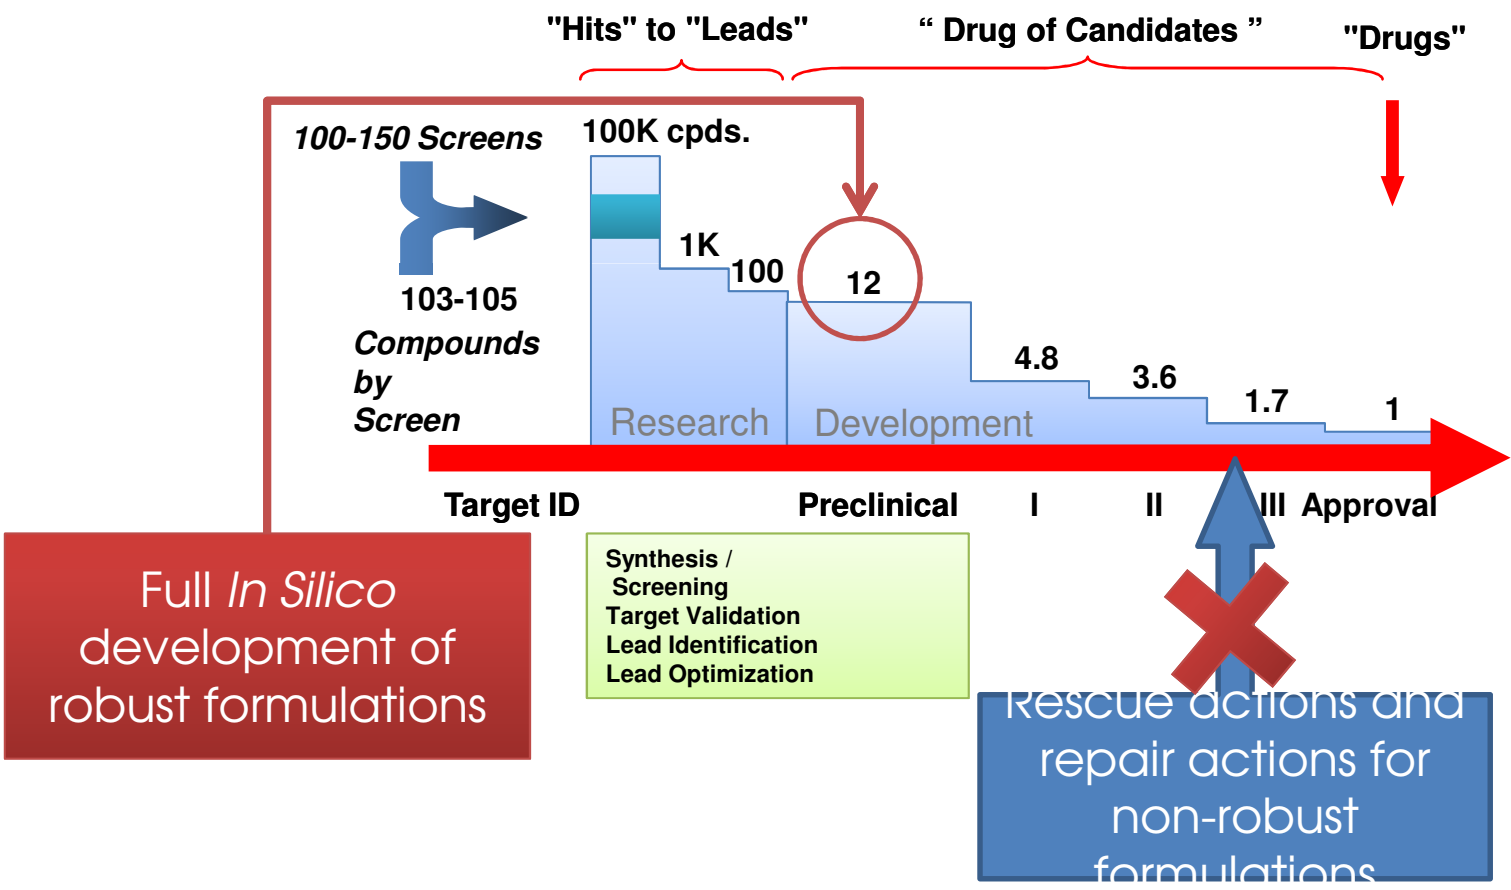 "Hits" to "Leads"
“ Drug of Candidates ”
"Drugs"
100-150 Screens
100K cpds.
1K
100
12
103-105
Compounds
by
Screen
4.8
3.6
1.7
1
Research
Development
Target ID
Preclinical
I
II
III
Approval
Full In Silico
development of
robust formulations
Synthesis /
Screening
Target Validation
Lead Identification
Lead Optimization
Rescue actions and
repair actions for
non-robust
formulations